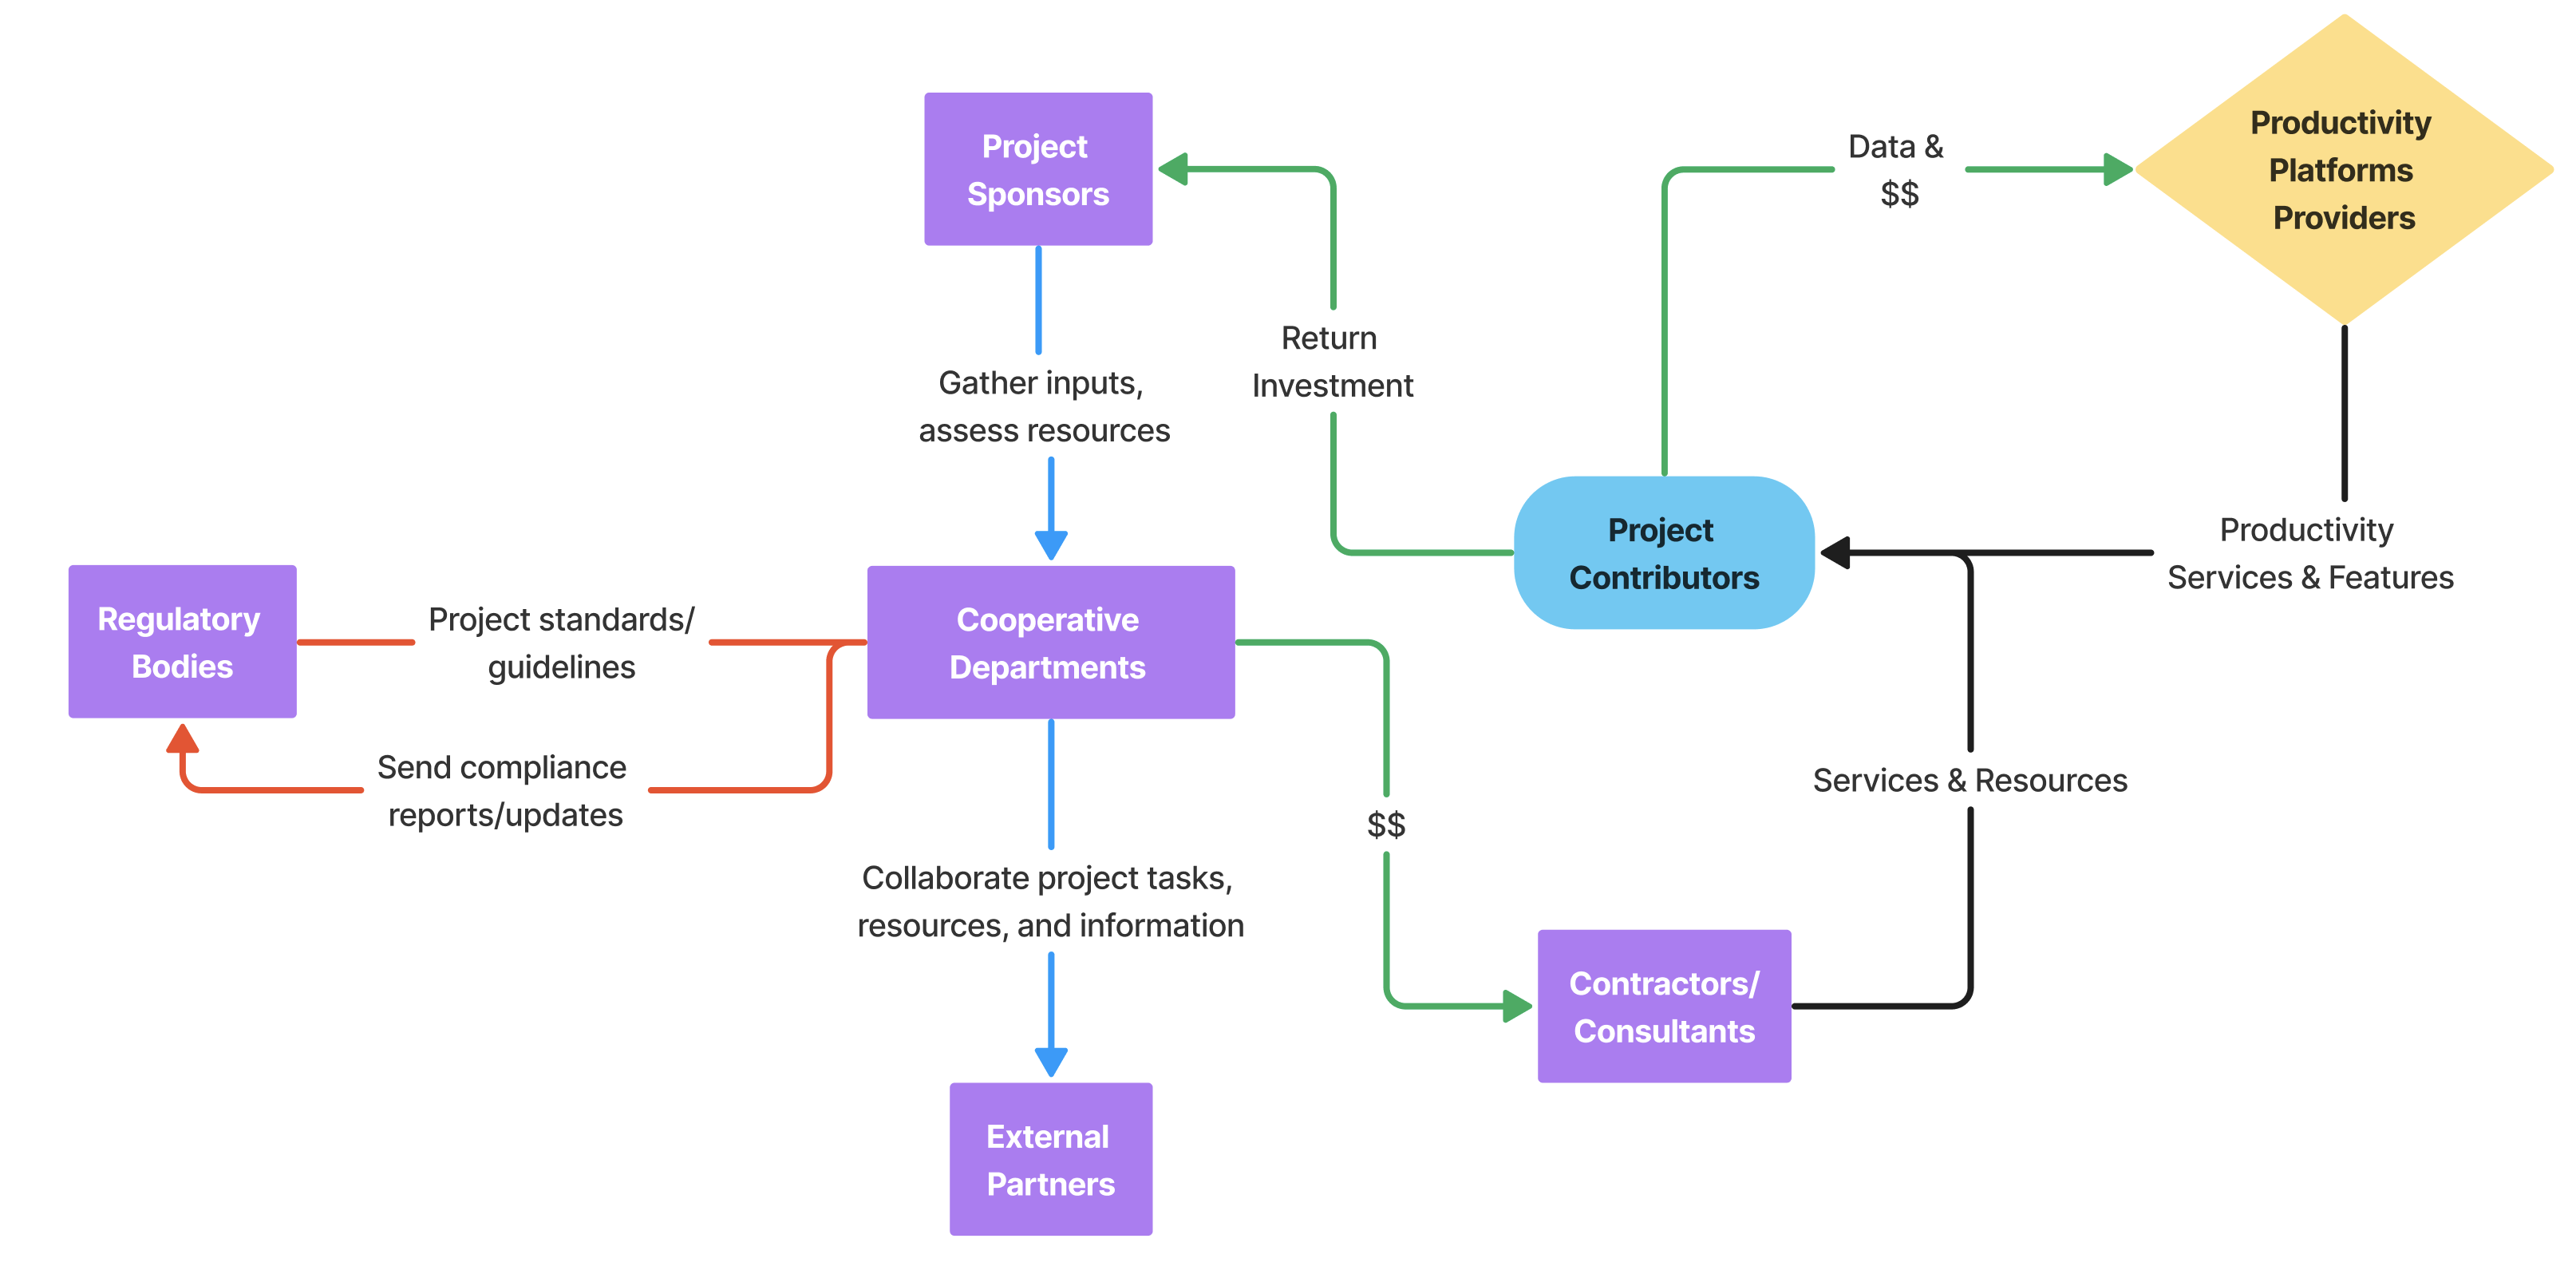 Project
Sponsors
Data &
$$
Productivity
Platforms
Providers
Return
Investment
Gather inputs,
assess resources
Project
Contributors
Productivity
Services & Features
Regulatory
Bodies
Project standards/
guidelines
Cooperative
Departments
Send compliance
reports/updates
Services & Resources
$$
Collaborate project tasks,
resources, and information
Contractors/
Consultants
External
Partners